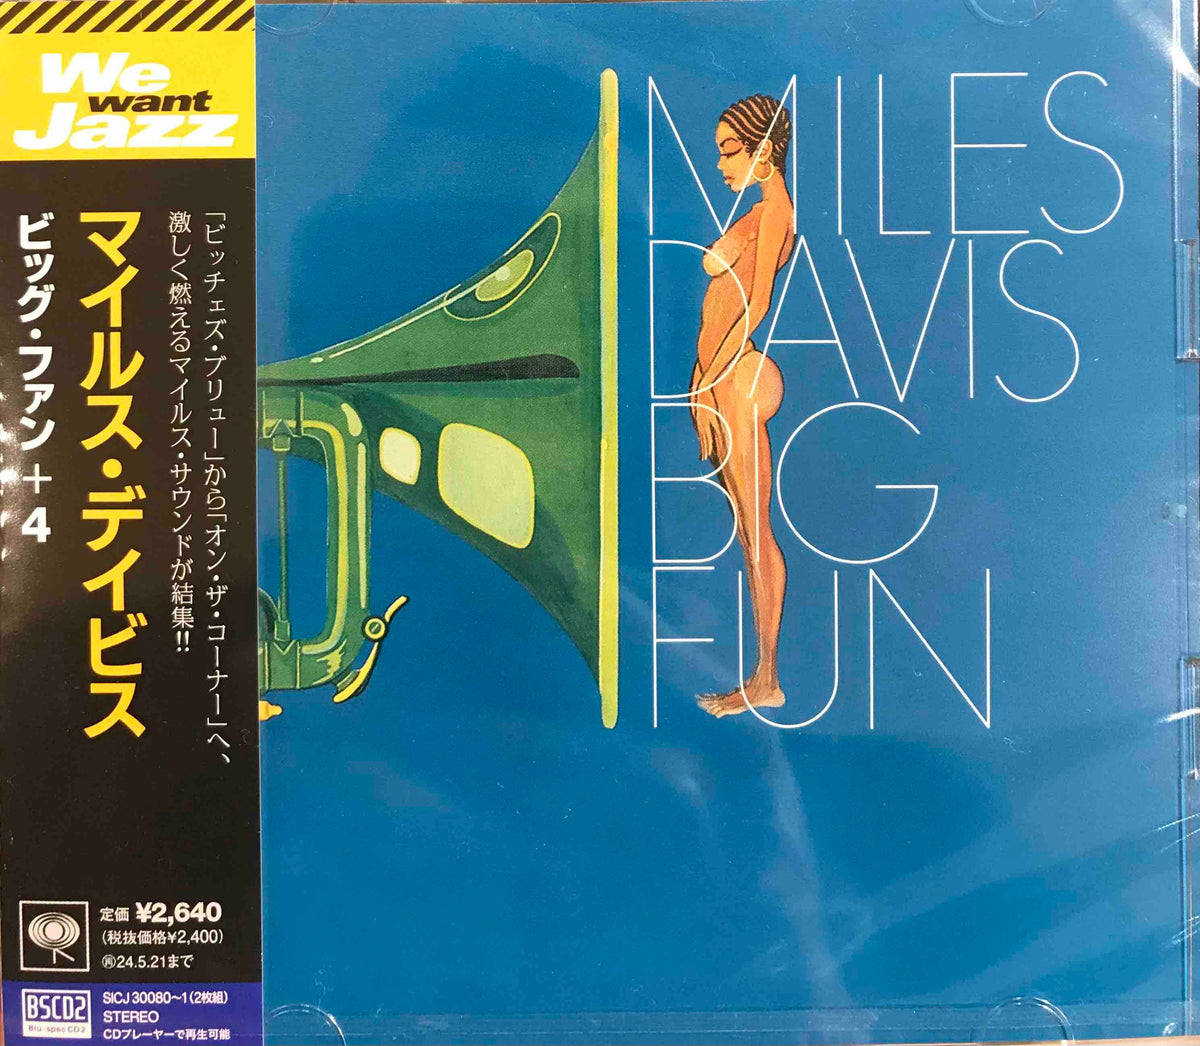 We
want
Jazz
「ビッチェズ・ブリュー」から「オン・ザ・コーナー」へ、
激しく燃えるマイルス・サウンドが結集!!
マイルス・デイビス
ビッグ・ファン+4
定価 ¥2,640
(税抜価格¥2,400)
㋐24.5.21まで
BSCD2
Blu-spec CD2
SICJ 30080〜1 (2枚組)
STEREO
CDプレーヤーで再生可能
MILES
DAVIS
BIG
FUN